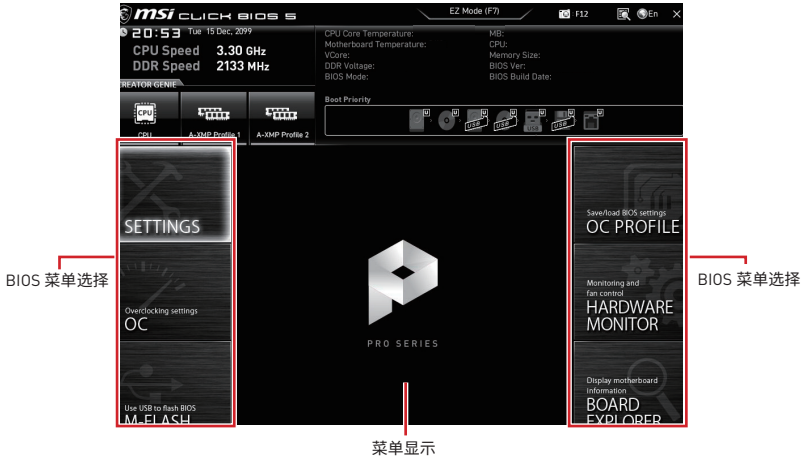 msi CLICK BIOS 5
EZ Mode (F7)
F12
En
20:53 Tue 15 Dec, 2099
CPU Speed 3.30 GHz
DDR Speed 2133 MHz
CREATOR GENIE
CPU
A-XMP Profile 1
A-XMP Profile 2
CPU Core Temperature:
Motherboard Temperature:
VCore:
DDR Voltage:
BIOS Mode:
MB:
CPU:
Memory Size:
BIOS Ver:
BIOS Build Date:
Boot Priority
U U U U U U U
USB USB USB USB
CPU
SETTINGS
Overclocking settings
OC
Use USB to flash BIOS
M-FLASH
BIOS 菜单选择
PRO SERIES
Save/load BIOS settings
OC PROFILE
Monitoring and
fan control
HARDWARE
MONITOR
Display motherboard
information
BOARD
EXPLORER
BIOS 菜单选择
菜单显示